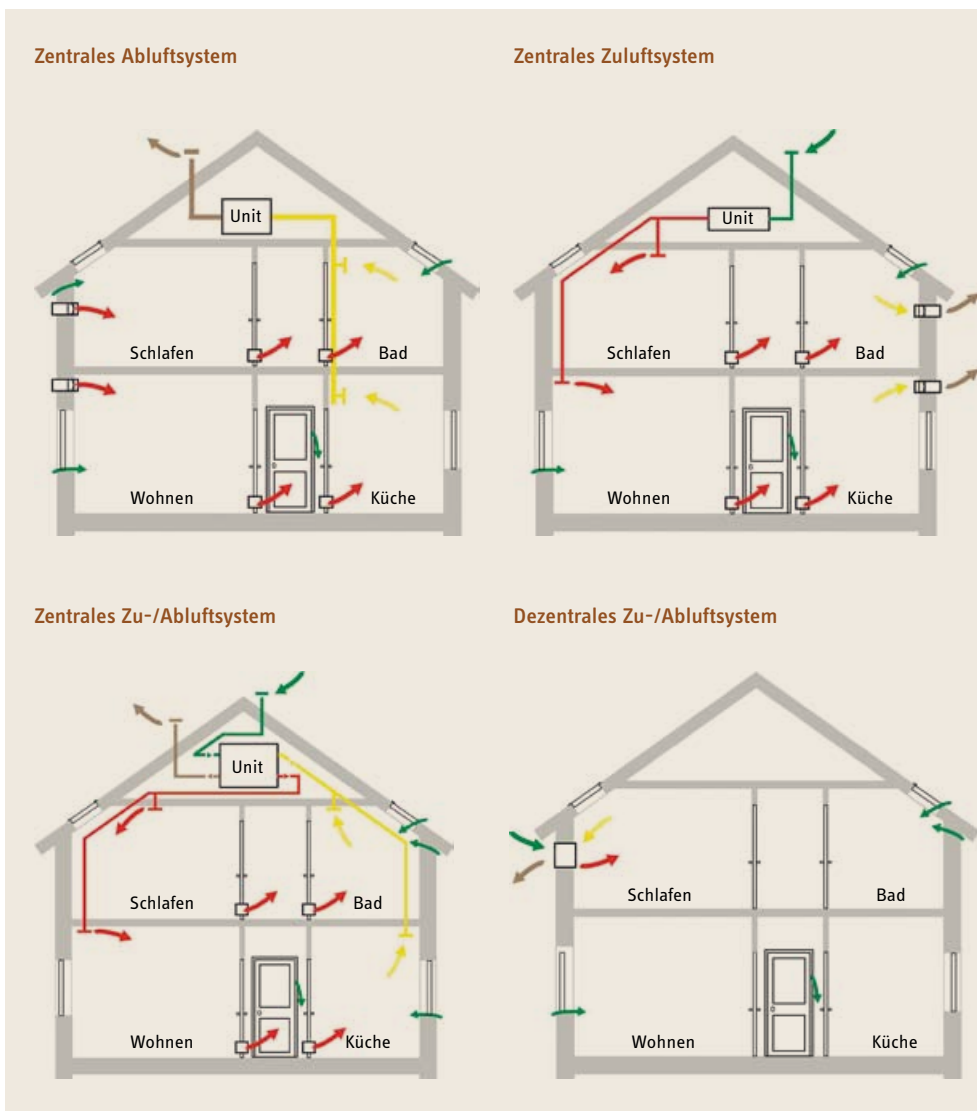 Zentrales Abluftsystem
Unit
Schlafen
Bad
Wohnen
Küche
Zentrales Zuluftsystem
Unit
Schlafen
Bad
Wohnen
Küche
Zentrales Zu-/Abluftsystem
Unit
Schlafen
Bad
Wohnen
Küche
Dezentrales Zu-/Abluftsystem
Schlafen
Bad
Wohnen
Küche